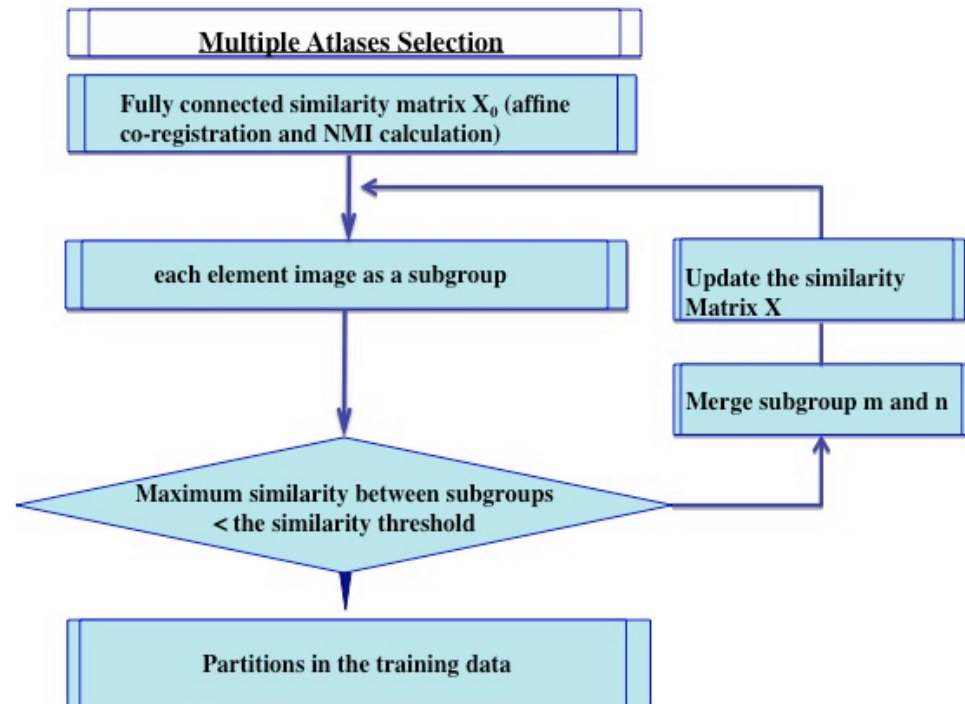 Multiple Atlases Selection
Fully connected similarity matrix X₀ (affine
co-registration and NMI calculation)
each element image as a subgroup
Update the similarity
Matrix X
Merge subgroup m and n
Maximum similarity between subgroups
< the similarity threshold
Partitions in the training data